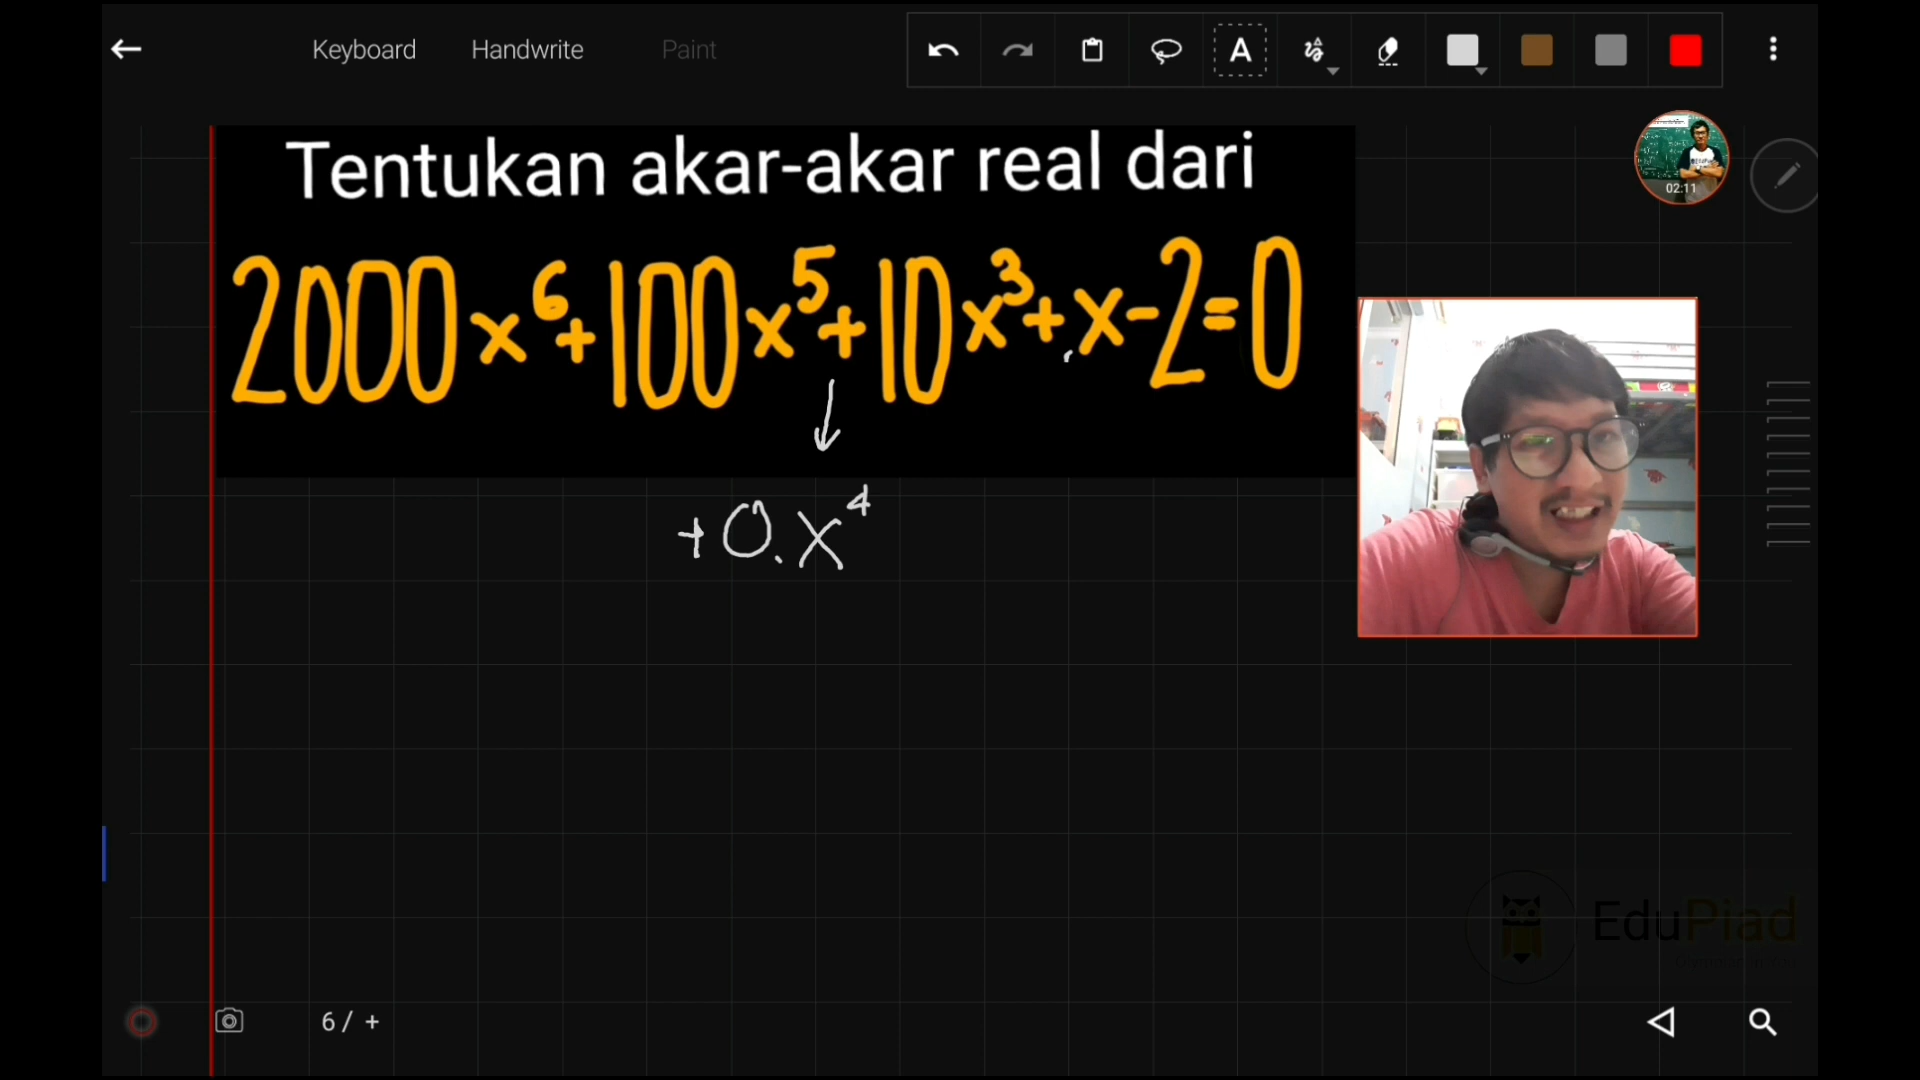 Keyboard Handwrite Paint A
02:11
Tentukan akar-akar real dari
2000x⁶+100x⁵+10x³+x-2=0
+0.x⁴
EduPiad
6 / +